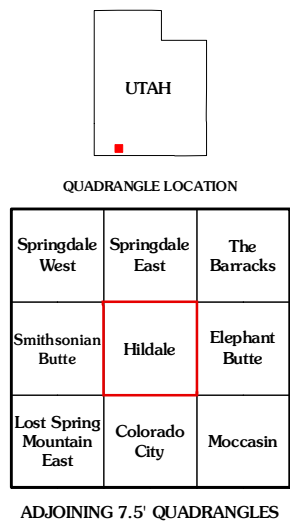 UTAH
QUADRANGLE LOCATION
Springdale
West
Springdale
East
The
Barracks
Smithsonian
Butte
Hildale
Elephant
Butte
Lost Spring
Mountain
East
Colorado
City
Moccasin
ADJOINING 7.5' QUADRANGLES